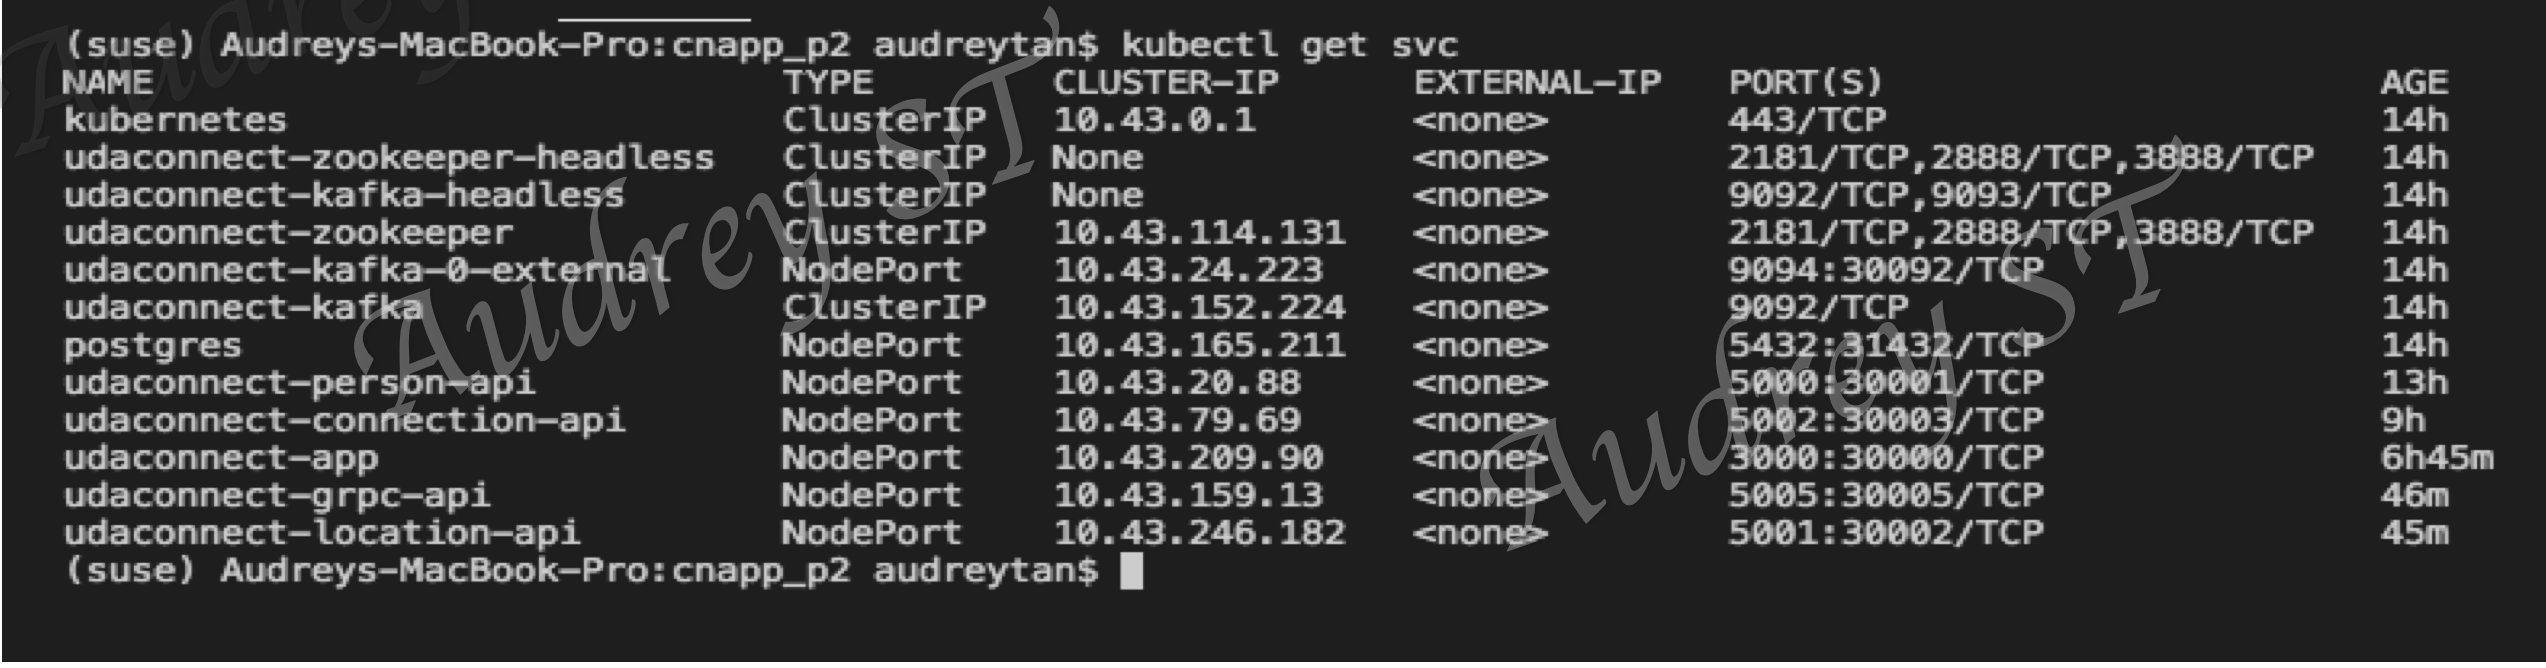 (suse) Audreys-MacBook-Pro:cnapp_p2 audreytan$ kubectl get svc
NAME TYPE CLUSTER-IP EXTERNAL-IP PORT(S) AGE
kubernetes ClusterIP 10.43.0.1 <none> 443/TCP 14h
udaconnect-zookeeper-headless ClusterIP None <none> 2181/TCP,2888/TCP,3888/TCP 14h
udaconnect-kafka-headless ClusterIP None <none> 9092/TCP,9093/TCP 14h
udaconnect-zookeeper ClusterIP 10.43.114.131 <none> 2181/TCP,2888/TCP,3888/TCP 14h
udaconnect-kafka-0-external NodePort 10.43.24.223 <none> 9094:30092/TCP 14h
udaconnect-kafka ClusterIP 10.43.152.224 <none> 9092/TCP 14h
postgres NodePort 10.43.165.211 <none> 5432:31432/TCP 14h
udaconnect-person-api NodePort 10.43.20.88 <none> 5000:30001/TCP 13h
udaconnect-connection-api NodePort 10.43.79.69 <none> 5002:30003/TCP 9h
udaconnect-app NodePort 10.43.209.90 <none> 3000:30000/TCP 6h45m
udaconnect-grpc-api NodePort 10.43.159.13 <none> 5005:30005/TCP 46m
udaconnect-location-api NodePort 10.43.246.182 <none> 5001:30002/TCP 45m
(suse) Audreys-MacBook-Pro:cnapp_p2 audreytan$
Audrey
Audrey ST
Audrey ST